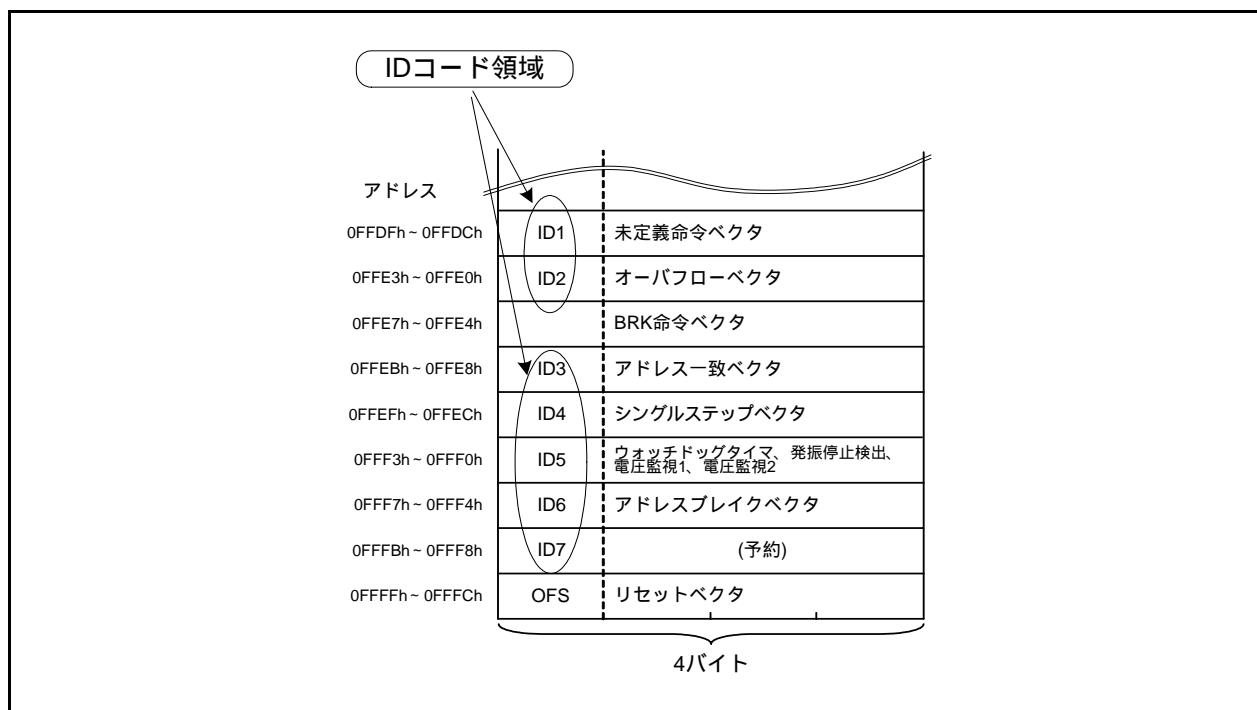 IDコード領域
アドレス
0FFDFh ~ 0FFDCh ID1 未定義命令ベクタ
0FFE3h ~ 0FFE0h ID2 オーバフローベクタ
0FFE7h ~ 0FFE4h BRK命令ベクタ
0FFEBh ~ 0FFE8h ID3 アドレス一致ベクタ
0FFEFh ~ 0FFECh ID4 シングルステップベクタ
0FFF3h ~ 0FFF0h ID5 ウォッチドッグタイマ、発振停止検出、
電圧監視1、電圧監視2
0FFF7h ~ 0FFF4h ID6 アドレスブレイクベクタ
0FFFBh ~ 0FFF8h ID7 (予約)
0FFFFh ~ 0FFFCh OFS リセットベクタ
4バイト